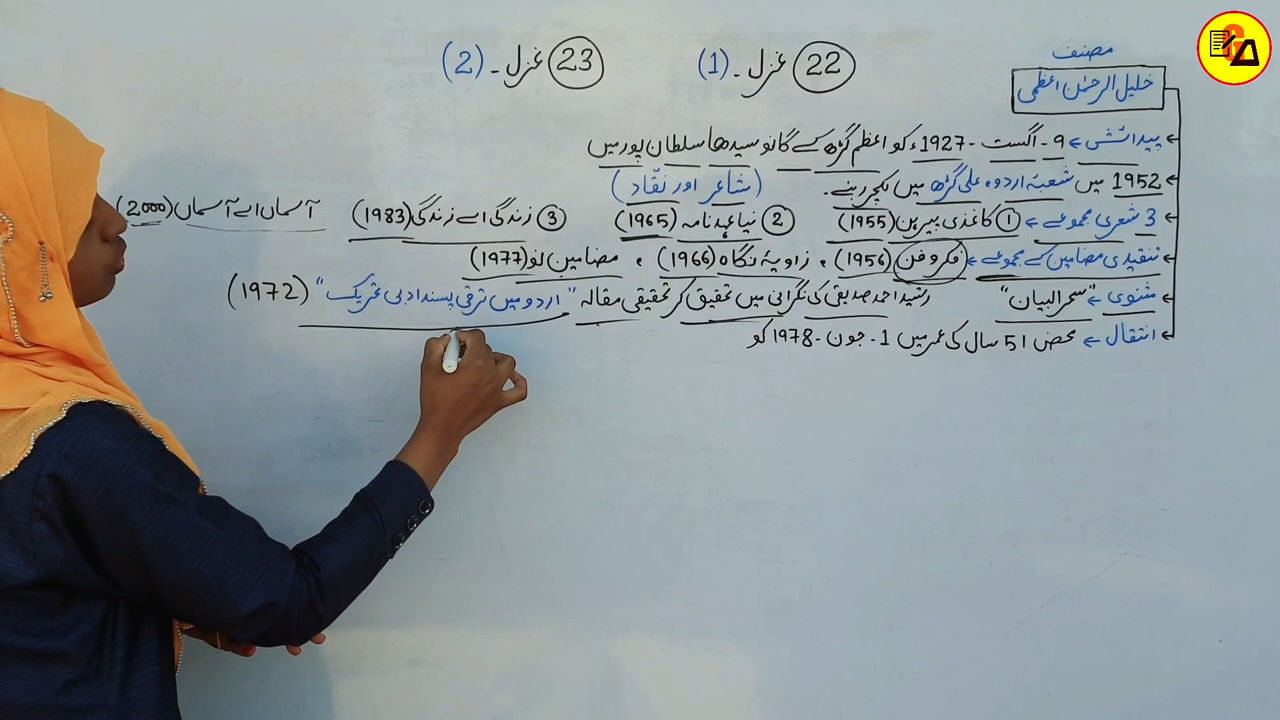 22 غزل ۔ (1)
23 غزل ۔ (2)
مصنف
خلیل الرحمٰن اعظمی
پیدائش ← 9 ۔ اگست ۔ 1927ء کو اعظم گڑھ کے گانو سیدھا سلطان پور میں
1952 میں شعبۂ اردو، علی گڑھ میں لکچرر بنے۔ (شاعر اور نقّاد)
3 شعری مجموعے ← 1 کاغذی پیرہن (1955) 2 نیا عہد نامہ (1965) 3 زندگی اے زندگی (1983) آسماں اے آسماں (2000)
تنقیدی مضامین کے مجموعے ← فکر و فن (1956) ، زاویۂ نگاہ (1966) ، مضامین نو (1977)
مثنوی ← "سحر البیان" رشید احمد صدیقی کی نگرانی میں تحقیق کر تحقیقی مقالہ "اردو میں ترقی پسند ادبی تحریک" (1972)
انتقال ← محض 51 سال کی عمر میں 1 ۔ جون ۔ 1978 کو